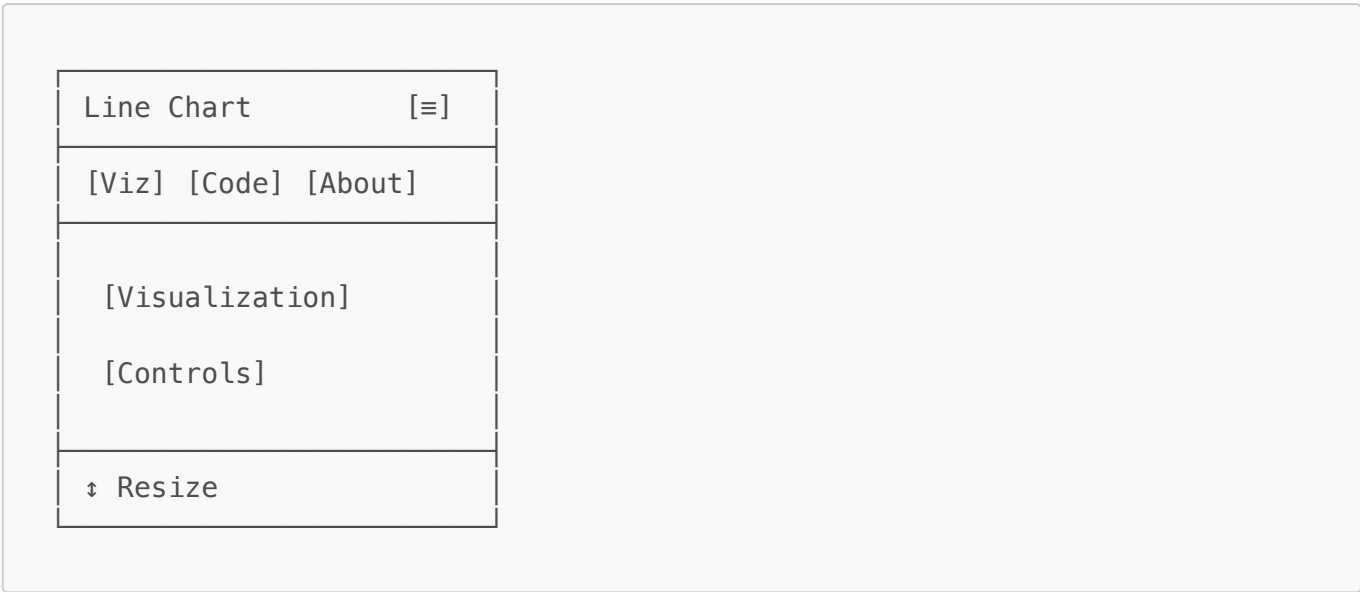 Line Chart [≡]
[Viz] [Code] [About]
[Visualization]
[Controls]
↕ Resize